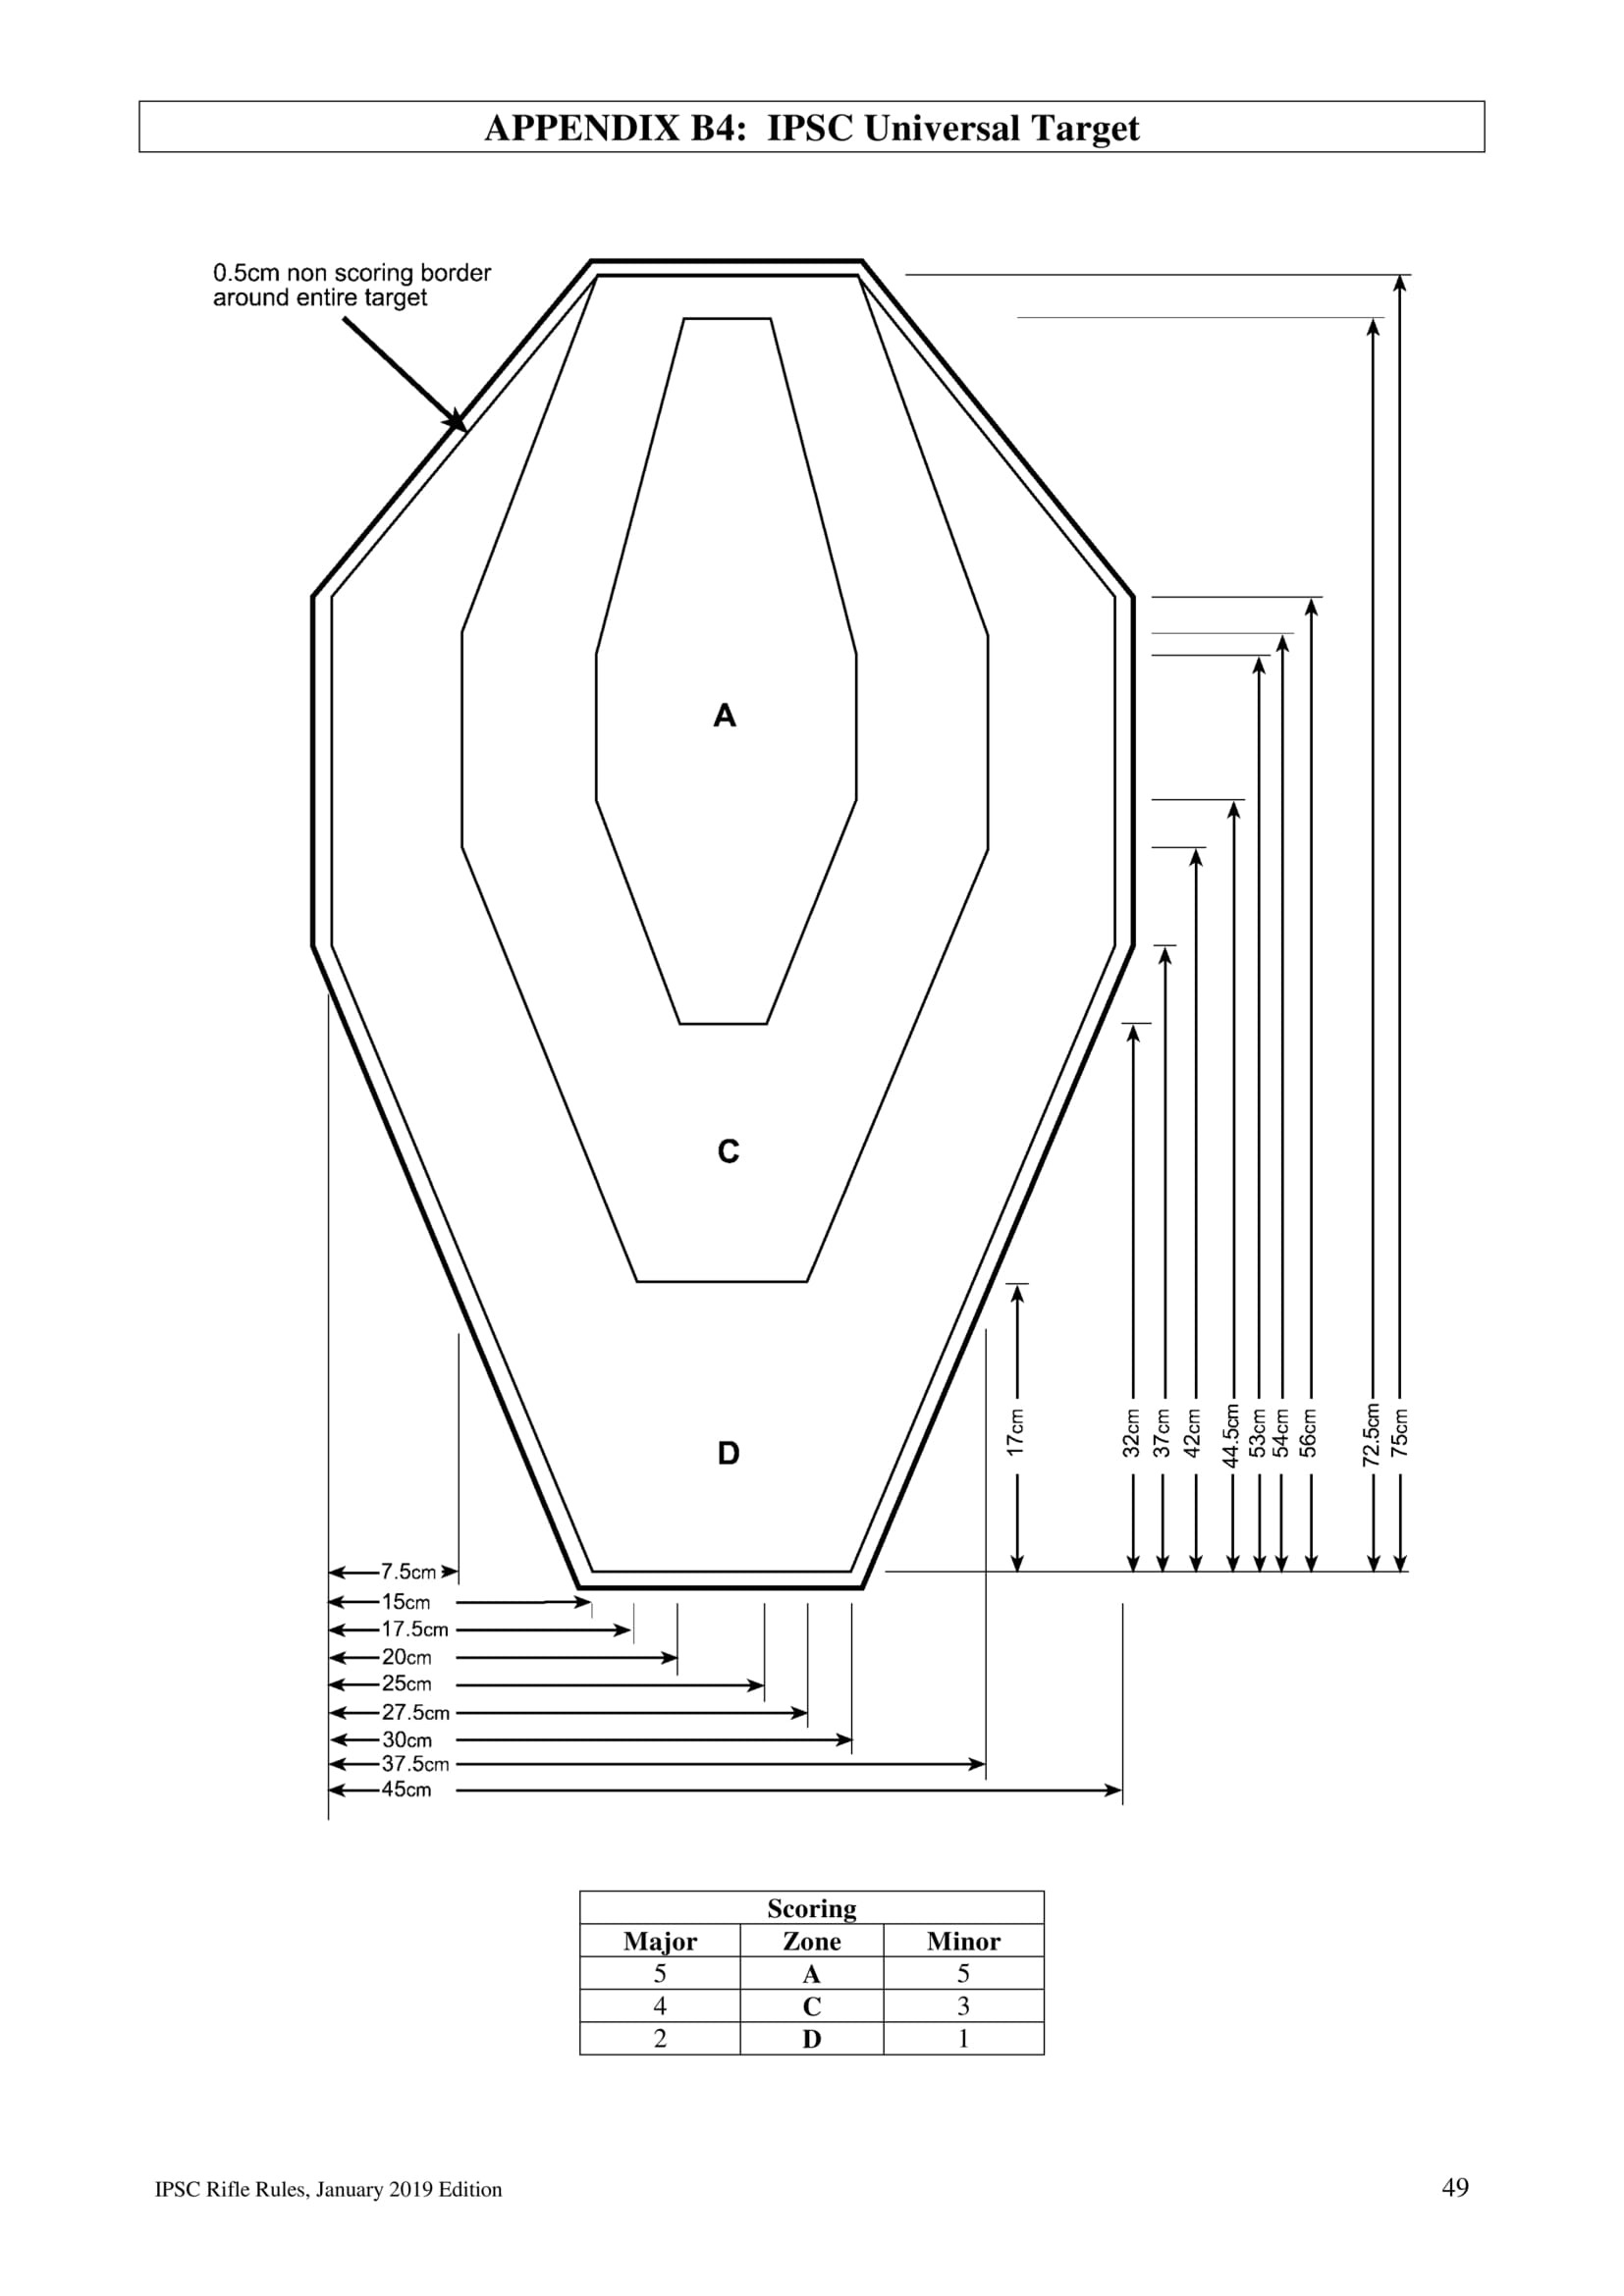 APPENDIX B4:  IPSC Universal Target
0.5cm non scoring border
around entire target
A
C
D
17cm
32cm
37cm
42cm
44.5cm
53cm
54cm
56cm
72.5cm
75cm
7.5cm
15cm
17.5cm
20cm
25cm
27.5cm
30cm
37.5cm
45cm
Scoring
Major Zone Minor
5 A 5
4 C 3
2 D 1
IPSC Rifle Rules, January 2019 Edition 49